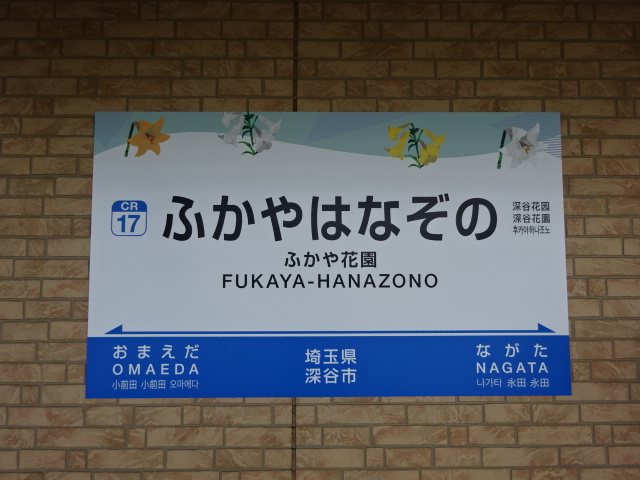 CR
17
ふかやはなぞの
深谷花园
深谷花園
후카야하나조노
ふかや花園
FUKAYA-HANAZONO
おまえだ
OMAEDA
小前田 小前田 오마에다
埼玉県
深谷市
ながた
NAGATA
나가타 永田 永田